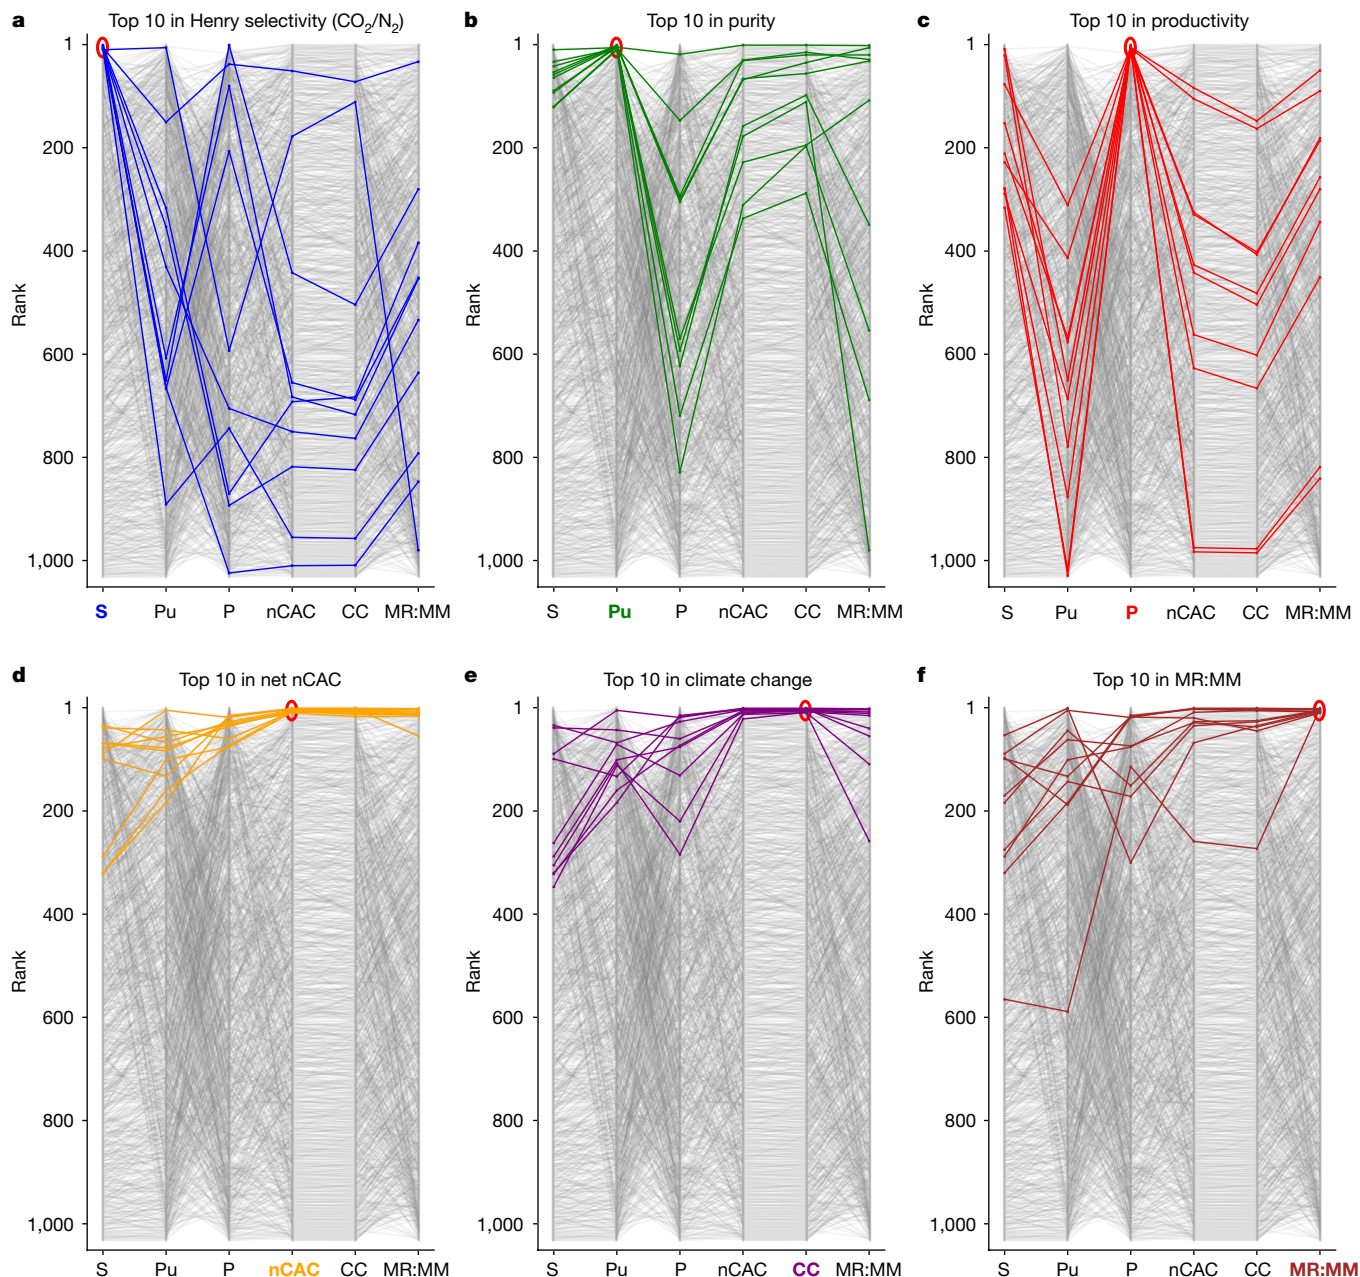 a Top 10 in Henry selectivity (CO2/N2)
Rank
1
200
400
600
800
1,000
S Pu P nCAC CC MR:MM
b Top 10 in purity
Rank
1
200
400
600
800
1,000
S Pu P nCAC CC MR:MM
c Top 10 in productivity
Rank
1
200
400
600
800
1,000
S Pu P nCAC CC MR:MM
d Top 10 in net nCAC
Rank
1
200
400
600
800
1,000
S Pu P nCAC CC MR:MM
e Top 10 in climate change
Rank
1
200
400
600
800
1,000
S Pu P nCAC CC MR:MM
f Top 10 in MR:MM
Rank
1
200
400
600
800
1,000
S Pu P nCAC CC MR:MM